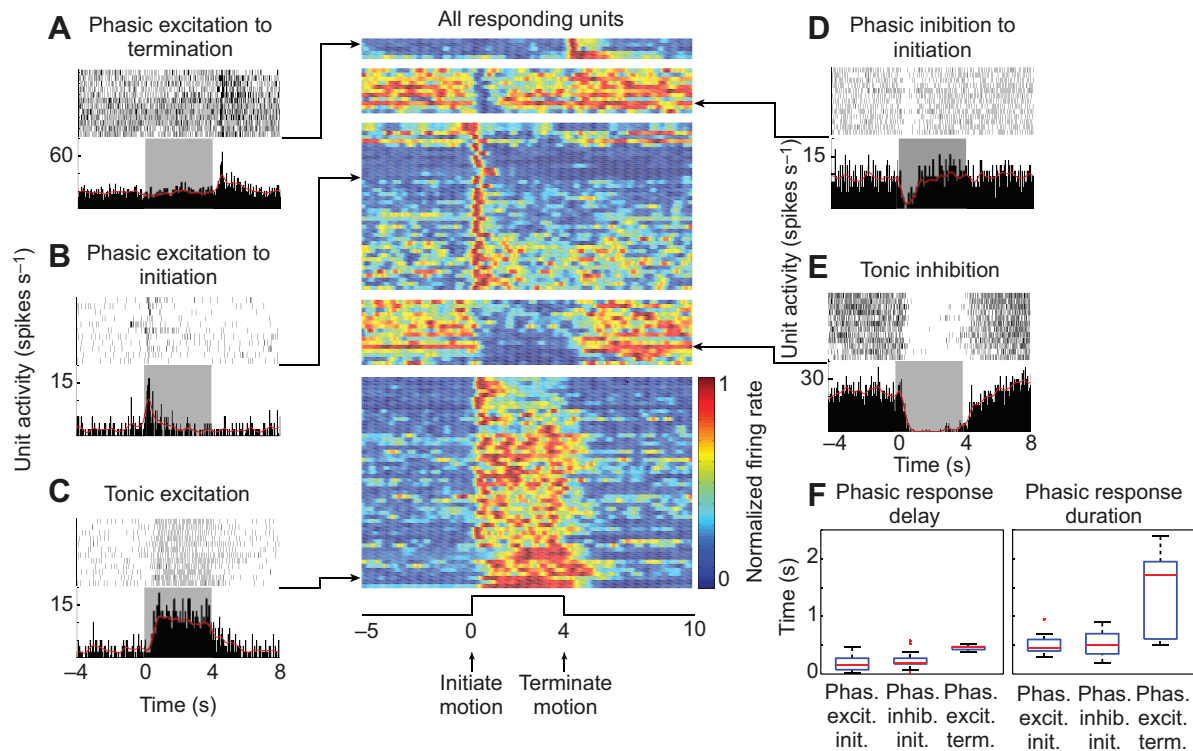 A
Phasic excitation to
termination
60
B
Phasic excitation to
initiation
15
C
Tonic excitation
15
−4
0
4
8
Time (s)
Unit activity (spikes s−1)
All responding units
1
0
Normalized firing rate
−5
0
4
10
Initiate
motion
Terminate
motion
D
Phasic inibition to
initiation
15
E
Tonic inhibition
30
−4
0
4
8
Time (s)
Unit activity (spikes s−1)
F
Phasic response
delay
Phasic response
duration
2
1
0
Time (s)
Phas.
excit.
init.
Phas.
inhib.
init.
Phas.
excit.
term.
Phas.
excit.
init.
Phas.
inhib.
init.
Phas.
excit.
term.